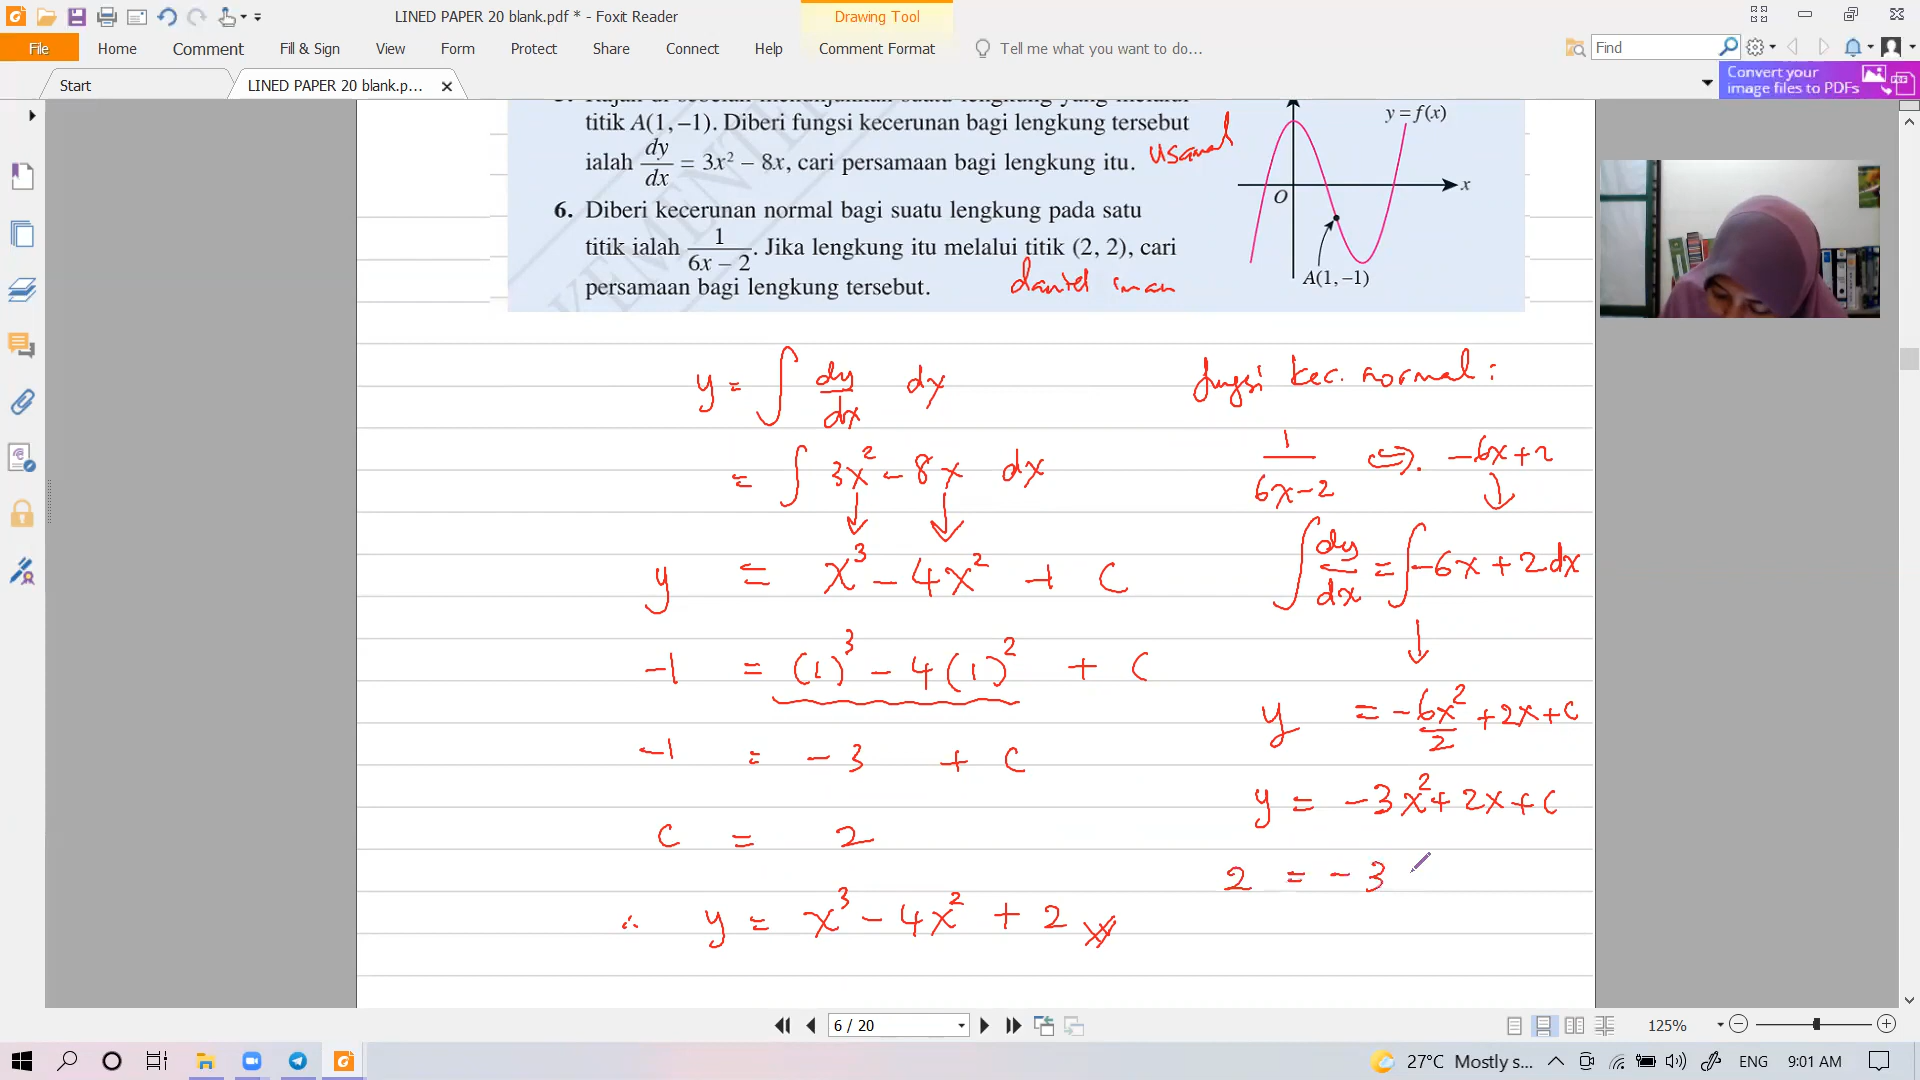 LINED PAPER 20 blank.pdf * - Foxit Reader
Drawing Tool
File Home Comment Fill & Sign View Form Protect Share Connect Help Comment Format Tell me what you want to do... Find
Start LINED PAPER 20 blank.p...
Convert your
image files to PDFs
titik A(1, −1). Diberi fungsi kecerunan bagi lengkung tersebut
ialah dy/dx = 3x² − 8x, cari persamaan bagi lengkung itu.
usamah
y = f(x)
x
O
A(1, −1)
6. Diberi kecerunan normal bagi suatu lengkung pada satu
titik ialah 1/(6x − 2). Jika lengkung itu melalui titik (2, 2), cari
persamaan bagi lengkung tersebut.
daniel iman
y = ∫ dy/dx dx
= ∫ 3x² − 8x dx
y = x³ − 4x² + c
−1 = (1)³ − 4(1)² + c
−1 = −3 + c
c = 2
∴ y = x³ − 4x² + 2
fungsi kec. normal :
1/(6x−2) ⇔ −6x+2
∫ dy/dx = ∫ −6x + 2 dx
y = −6x²/2 + 2x + c
y = −3x² + 2x + c
2 = −3
6 / 20
125%
27°C Mostly s...
ENG
9:01 AM